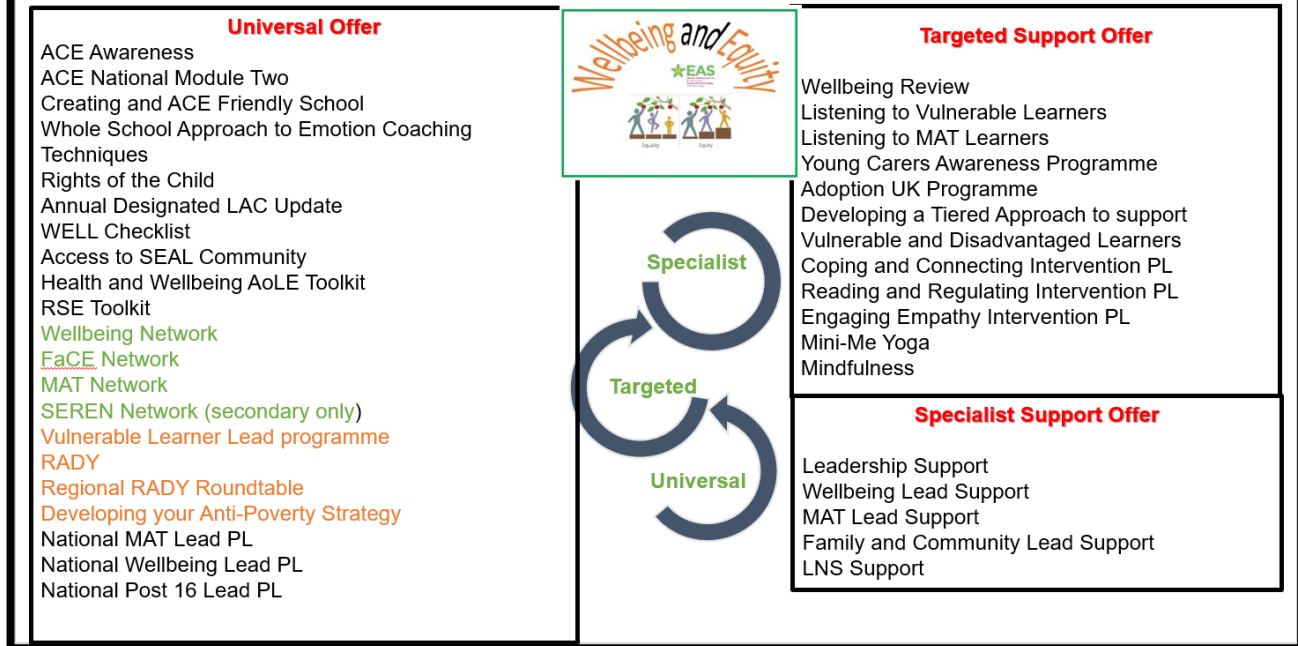 Universal Offer
ACE Awareness
ACE National Module Two
Creating and ACE Friendly School
Whole School Approach to Emotion Coaching
Techniques
Rights of the Child
Annual Designated LAC Update
WELL Checklist
Access to SEAL Community
Health and Wellbeing AoLE Toolkit
RSE Toolkit
Wellbeing Network
FaCE Network
MAT Network
SEREN Network (secondary only)
Vulnerable Learner Lead programme
RADY
Regional RADY Roundtable
Developing your Anti-Poverty Strategy
National MAT Lead PL
National Wellbeing Lead PL
National Post 16 Lead PL
Wellbeing and Equity
EAS
Equality
Equity
Specialist
Targeted
Universal
Targeted Support Offer
Wellbeing Review
Listening to Vulnerable Learners
Listening to MAT Learners
Young Carers Awareness Programme
Adoption UK Programme
Developing a Tiered Approach to support
Vulnerable and Disadvantaged Learners
Coping and Connecting Intervention PL
Reading and Regulating Intervention PL
Engaging Empathy Intervention PL
Mini-Me Yoga
Mindfulness
Specialist Support Offer
Leadership Support
Wellbeing Lead Support
MAT Lead Support
Family and Community Lead Support
LNS Support